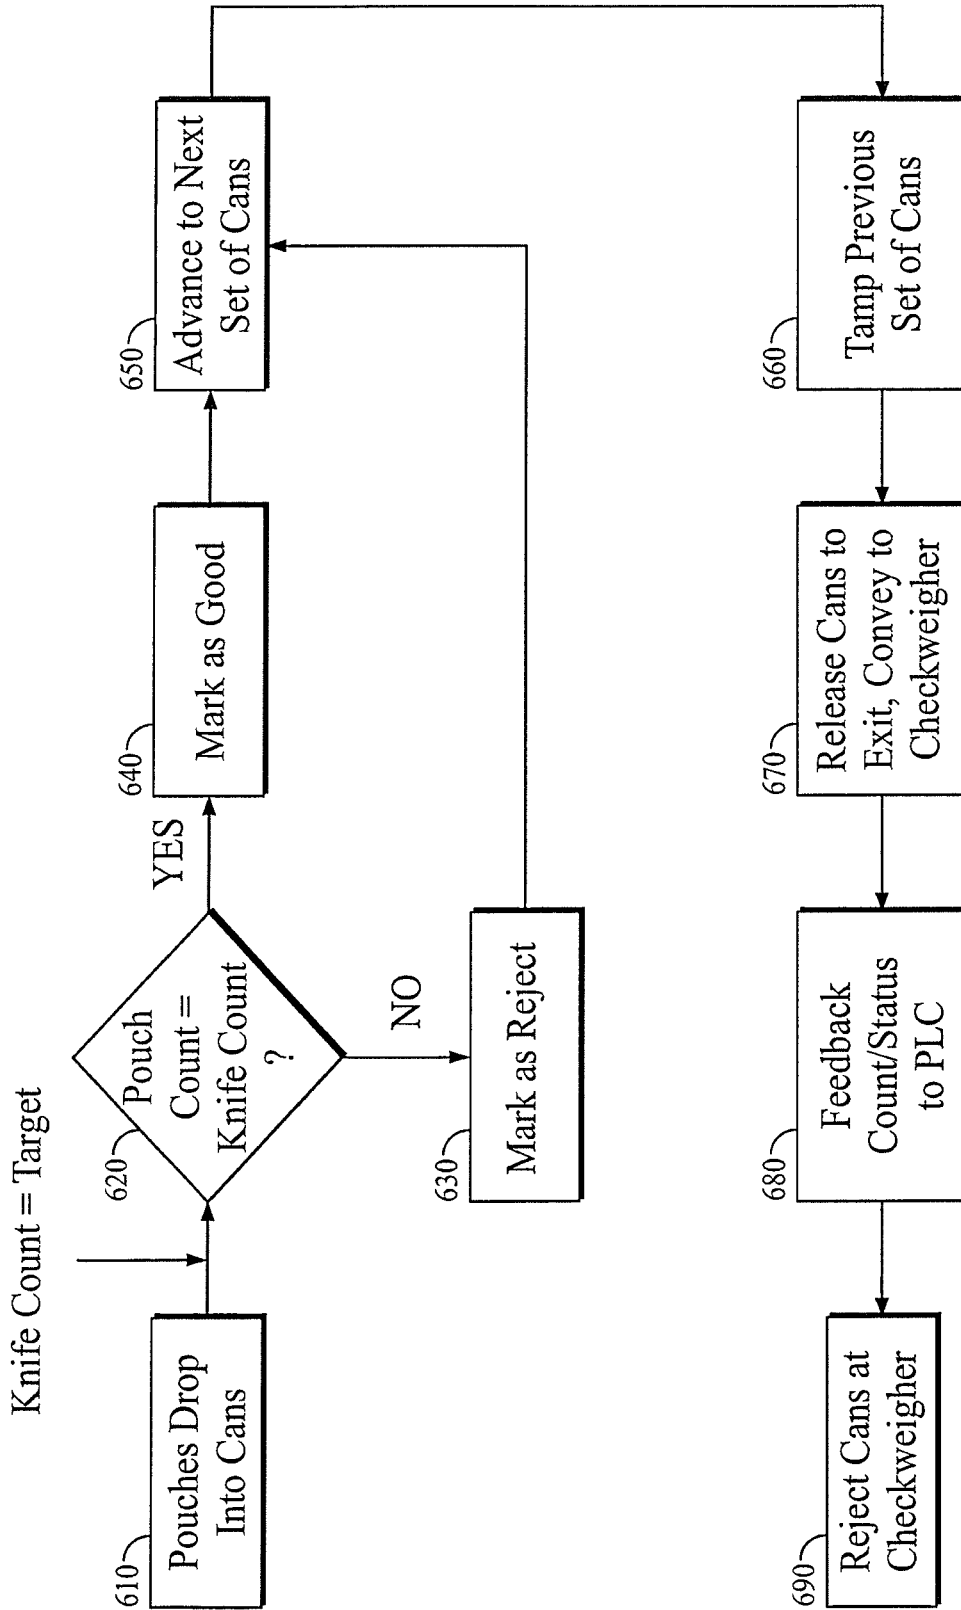 Knife Count = Target
610
Pouches Drop
Into Cans
620
Pouch
Count =
Knife Count
?
YES
NO
630
Mark as Reject
640
Mark as Good
650
Advance to Next
Set of Cans
660
Tamp Previous
Set of Cans
670
Release Cans to
Exit, Convey to
Checkweigher
680
Feedback
Count/Status
to PLC
690
Reject Cans at
Checkweigher